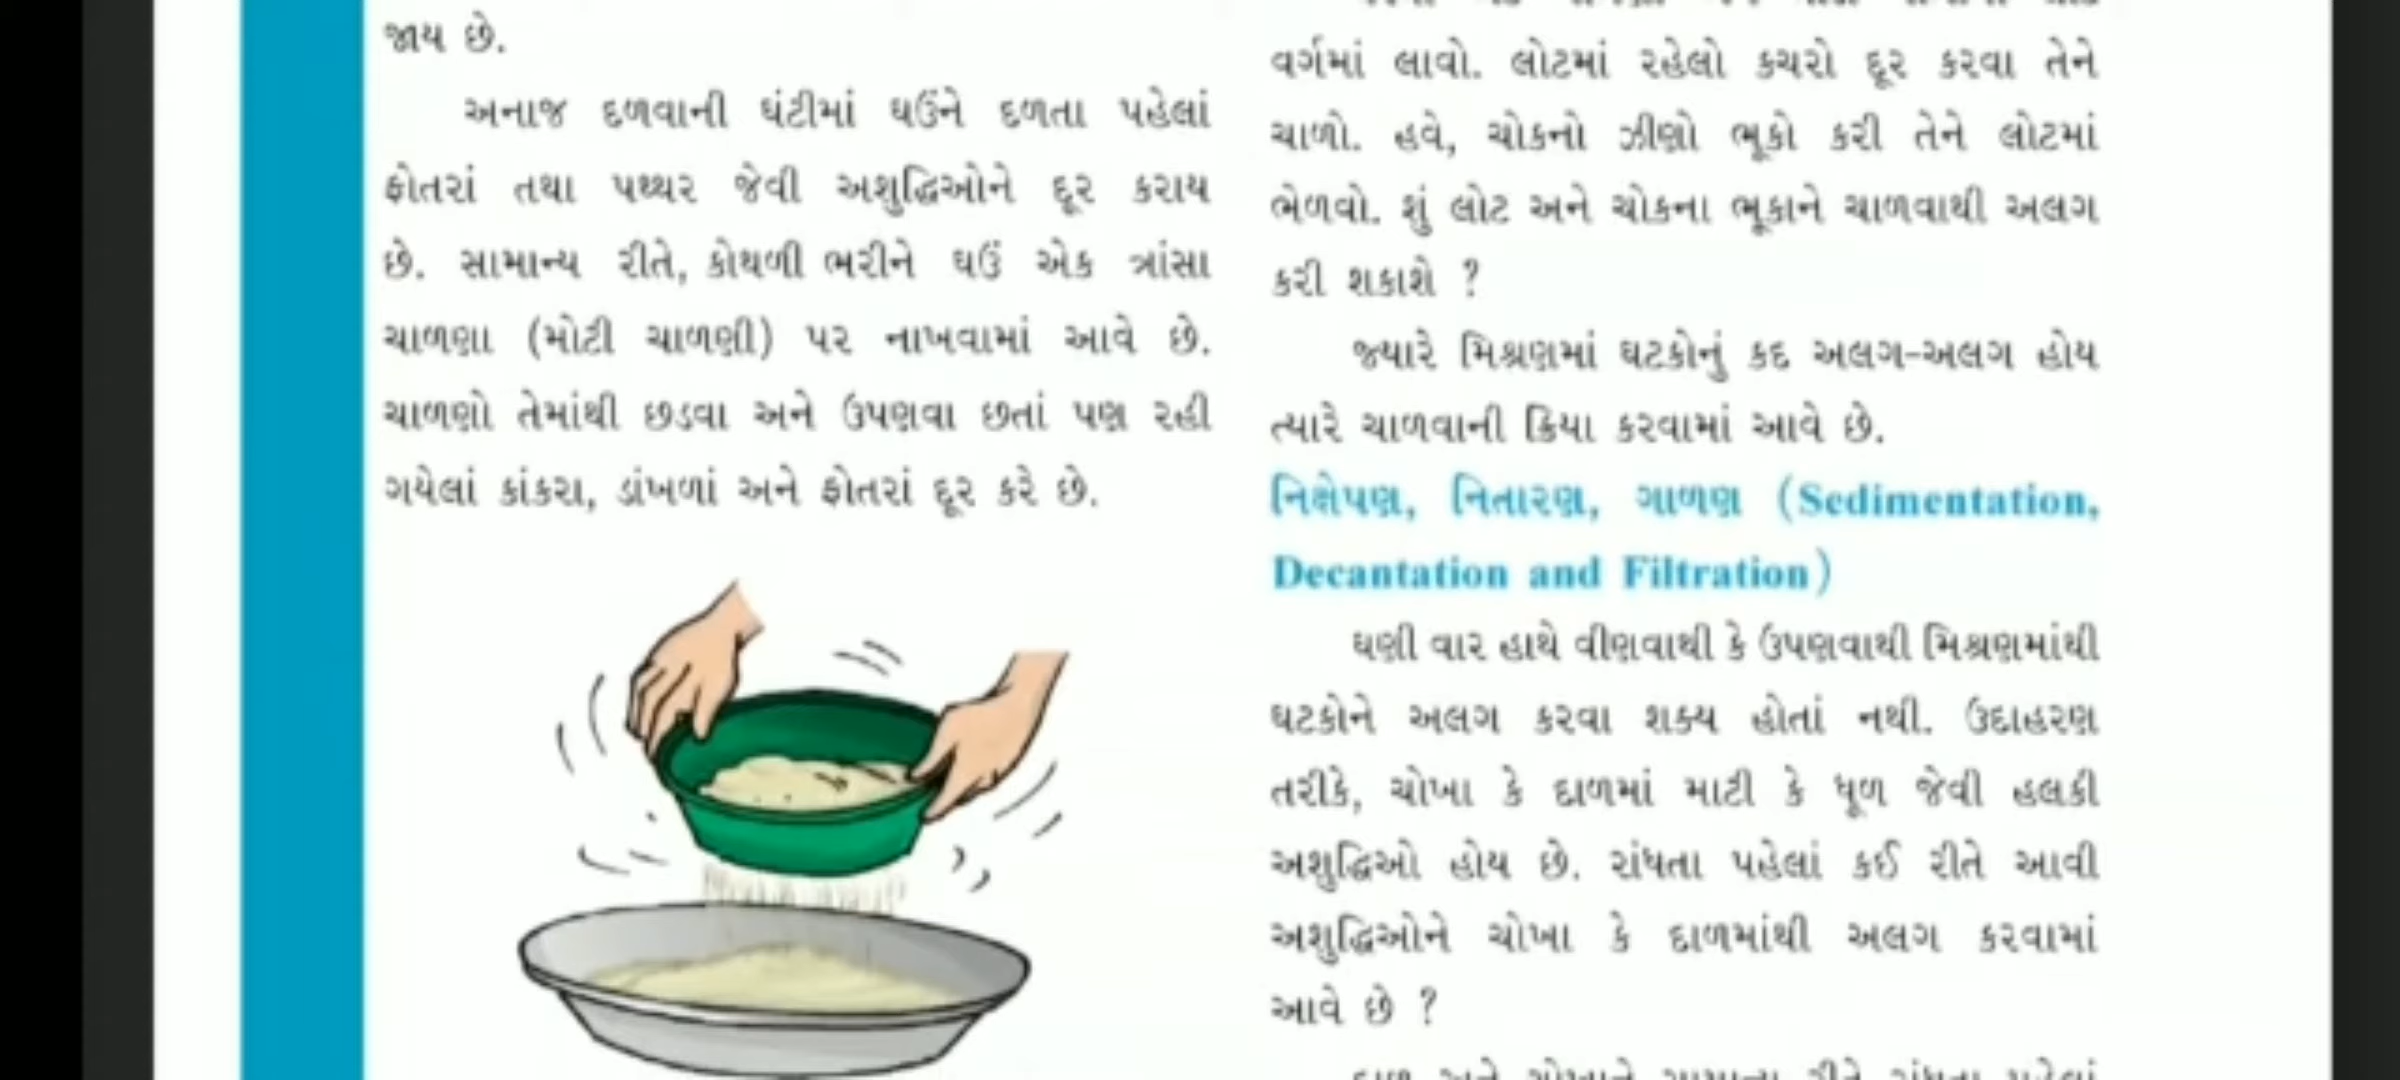 જાય છે.
અનાજ દળવાની ઘંટીમાં ઘઉંને દળતા પહેલાં
ફોતરાં તથા પથ્થર જેવી અશુદ્ધિઓને દૂર કરાય
છે. સામાન્ય રીતે, કોથળી ભરીને ઘઉં એક ત્રાંસા
ચાળણા (મોટી ચાળણી) પર નાખવામાં આવે છે.
ચાળણો તેમાંથી છડવા અને ઉપણવા છતાં પણ રહી
ગયેલાં કાંકરા, ડાંખળાં અને ફોતરાં દૂર કરે છે.
વર્ગમાં લાવો. લોટમાં રહેલો કચરો દૂર કરવા તેને
ચાળો. હવે, ચોકનો ઝીણો ભૂકો કરી તેને લોટમાં
ભેળવો. શું લોટ અને ચોકના ભૂકાને ચાળવાથી અલગ
કરી શકાશે ?
જ્યારે મિશ્રણમાં ઘટકોનું કદ અલગ-અલગ હોય
ત્યારે ચાળવાની ક્રિયા કરવામાં આવે છે.
નિક્ષેપણ, નિતારણ, ગાળણ (Sedimentation,
Decantation and Filtration)
ઘણી વાર હાથે વીણવાથી કે ઉપણવાથી મિશ્રણમાંથી
ઘટકોને અલગ કરવા શક્ય હોતાં નથી. ઉદાહરણ
તરીકે, ચોખા કે દાળમાં માટી કે ધૂળ જેવી હલકી
અશુદ્ધિઓ હોય છે. રાંધતા પહેલાં કઈ રીતે આવી
અશુદ્ધિઓને ચોખા કે દાળમાંથી અલગ કરવામાં
આવે છે ?